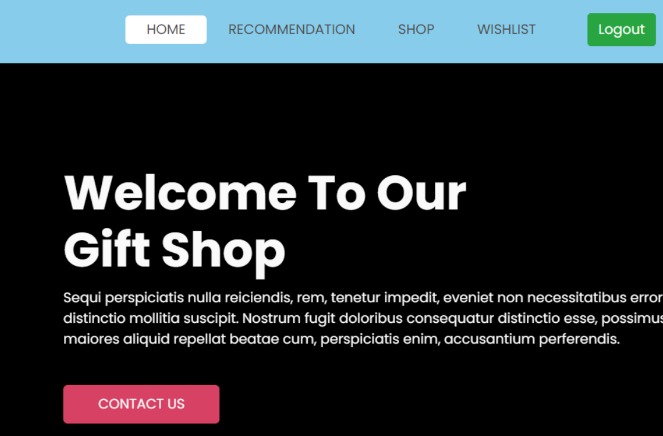 HOME RECOMMENDATION SHOP WISHLIST Logout
Welcome To Our
Gift Shop
Sequi perspiciatis nulla reiciendis, rem, tenetur impedit, eveniet non necessitatibus error
distinctio mollitia suscipit. Nostrum fugit doloribus consequatur distinctio esse, possimus
maiores aliquid repellat beatae cum, perspiciatis enim, accusantium perferendis.
CONTACT US